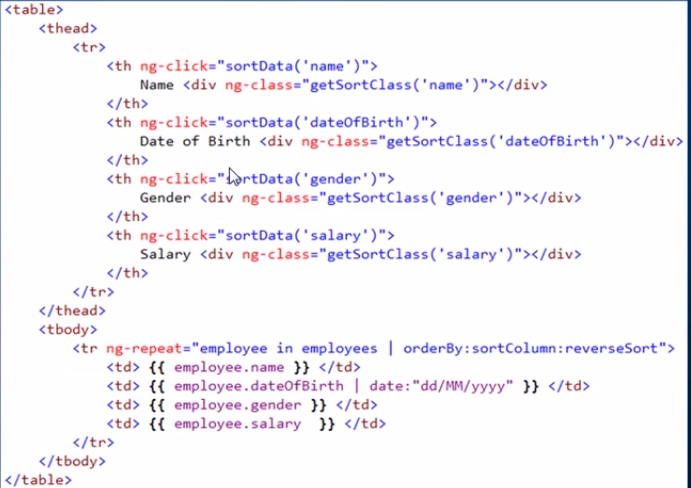 <table>
<thead>
<tr>
<th ng-click="sortData('name')">
Name <div ng-class="getSortClass('name')"></div>
</th>
<th ng-click="sortData('dateOfBirth')">
Date of Birth <div ng-class="getSortClass('dateOfBirth')"></div>
</th>
<th ng-click="sortData('gender')">
Gender <div ng-class="getSortClass('gender')"></div>
</th>
<th ng-click="sortData('salary')">
Salary <div ng-class="getSortClass('salary')"></div>
</th>
</tr>
</thead>
<tbody>
<tr ng-repeat="employee in employees | orderBy:sortColumn:reverseSort">
<td> {{ employee.name }} </td>
<td> {{ employee.dateOfBirth | date:"dd/MM/yyyy" }} </td>
<td> {{ employee.gender }} </td>
<td> {{ employee.salary  }} </td>
</tr>
</tbody>
</table>